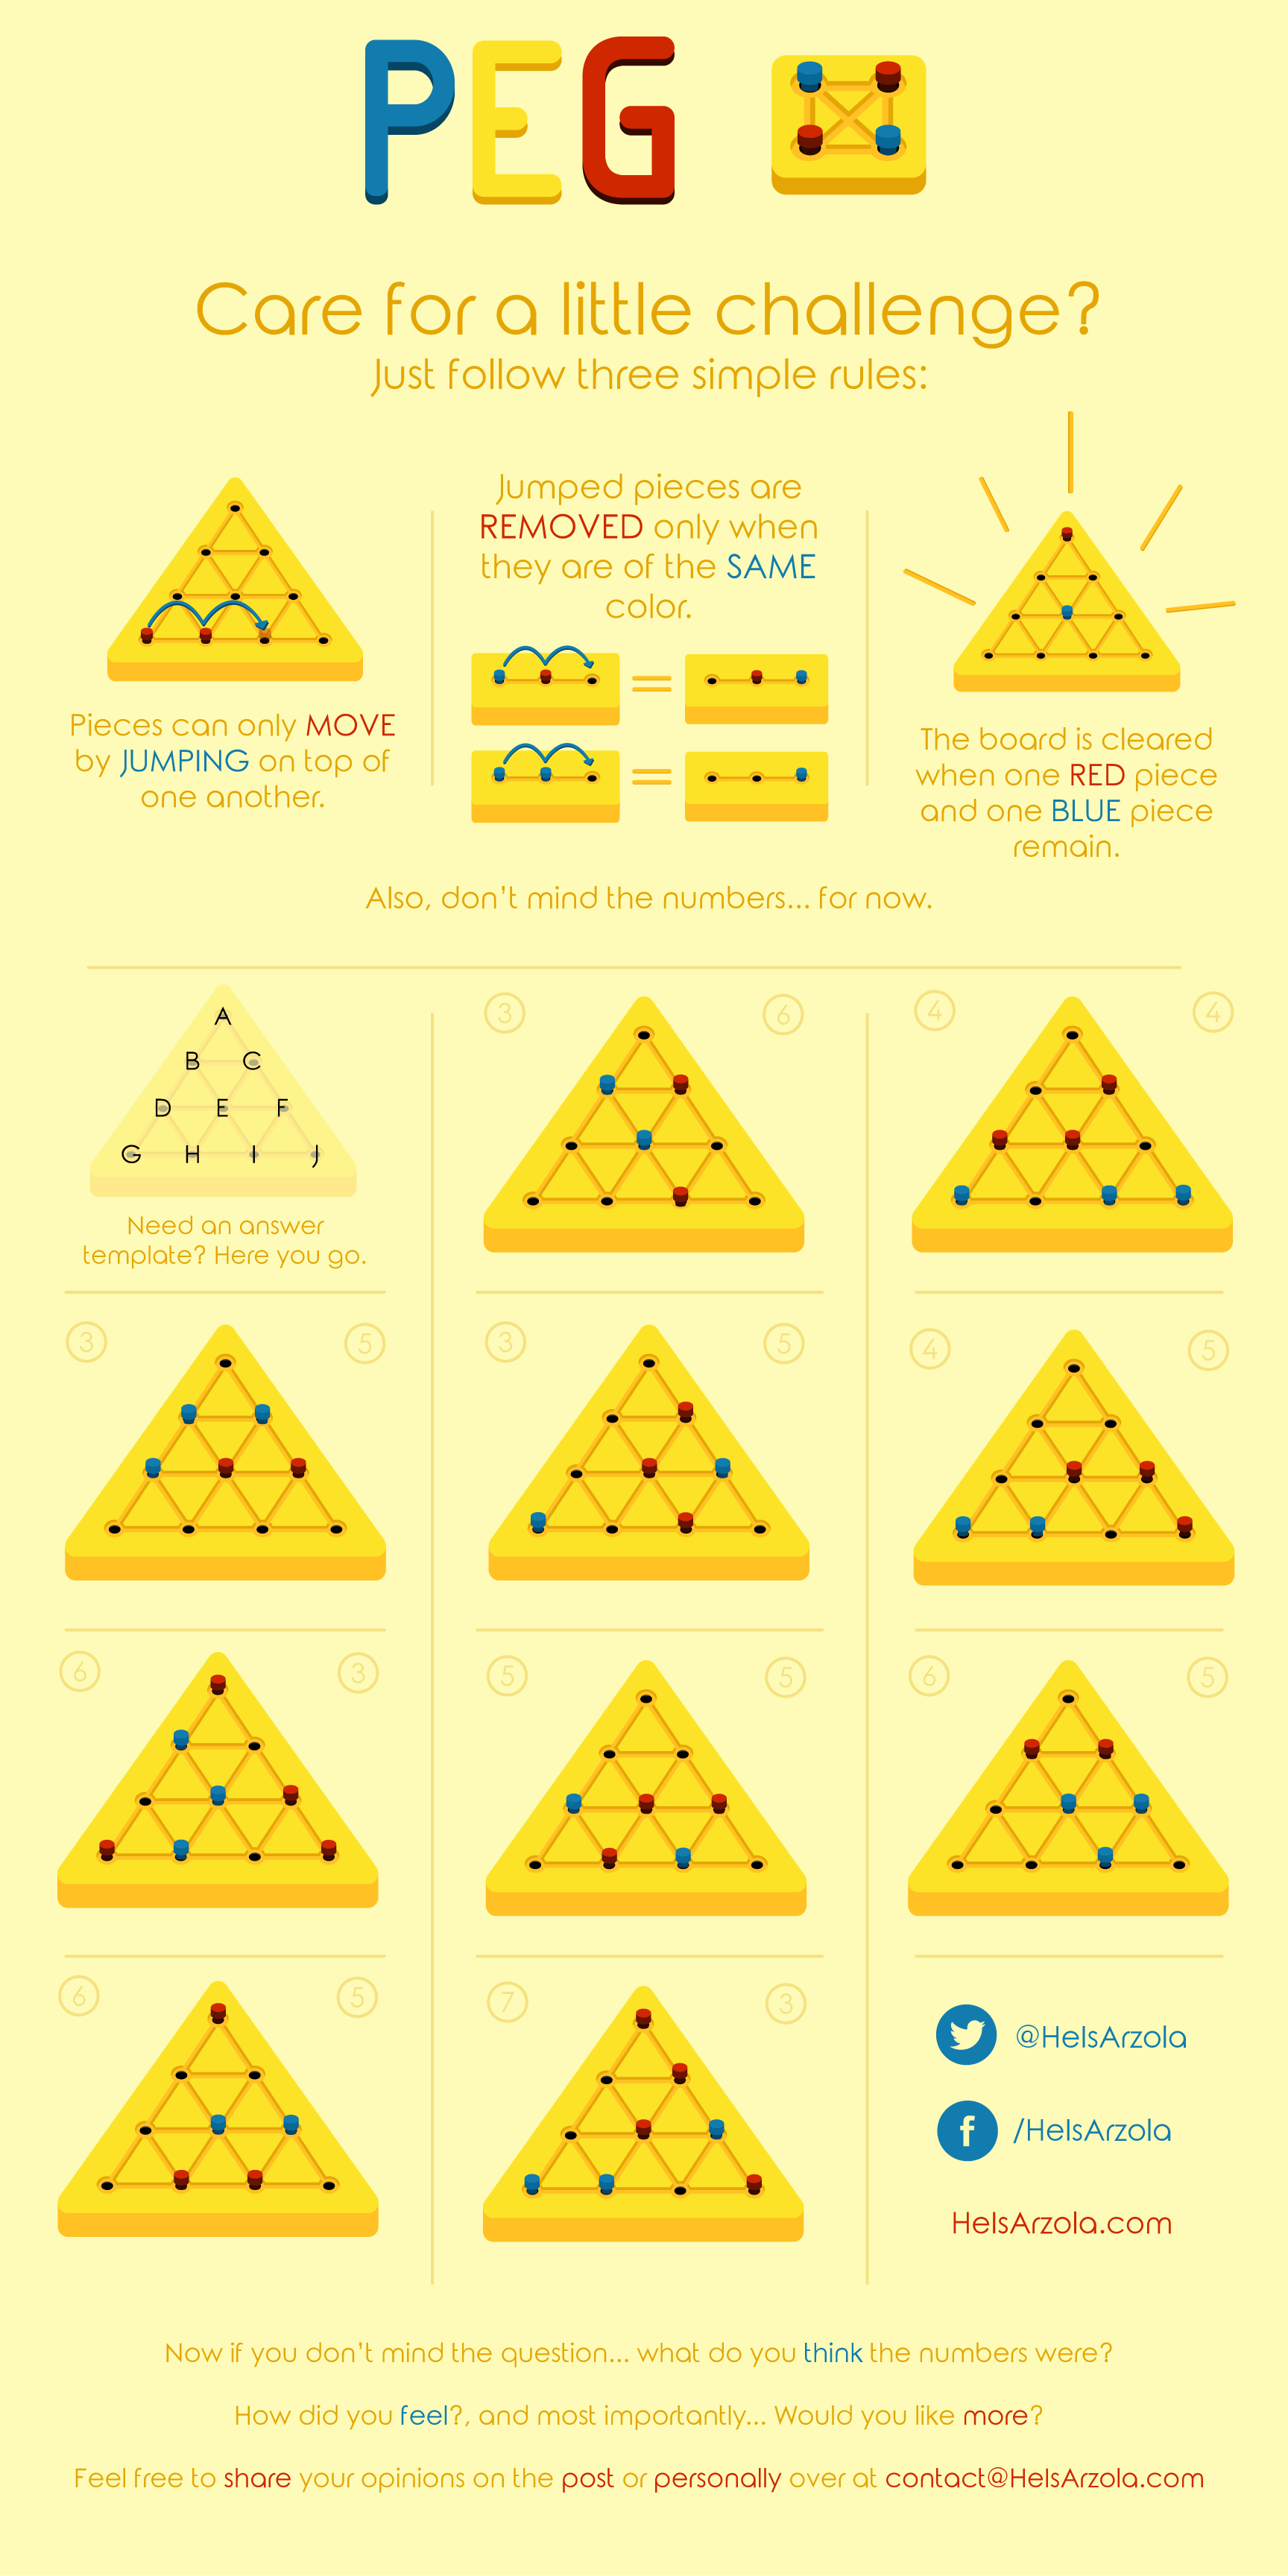 PEG
Care for a little challenge?
Just follow three simple rules:
Pieces can only MOVE
by JUMPING on top of
one another.
Jumped pieces are
REMOVED only when
they are of the SAME
color.
The board is cleared
when one RED piece
and one BLUE piece
remain.
Also, don't mind the numbers... for now.
A
B C
D E F
G H I J
Need an answer
template? Here you go.
3 6
4 4
3 5
3 5
4 5
6 3
5 5
6 5
6 5
7 3
@HeIsArzola
/HeIsArzola
HeIsArzola.com
Now if you don't mind the question... what do you think the numbers were?
How did you feel?, and most importantly... Would you like more?
Feel free to share your opinions on the post or personally over at contact@HeIsArzola.com